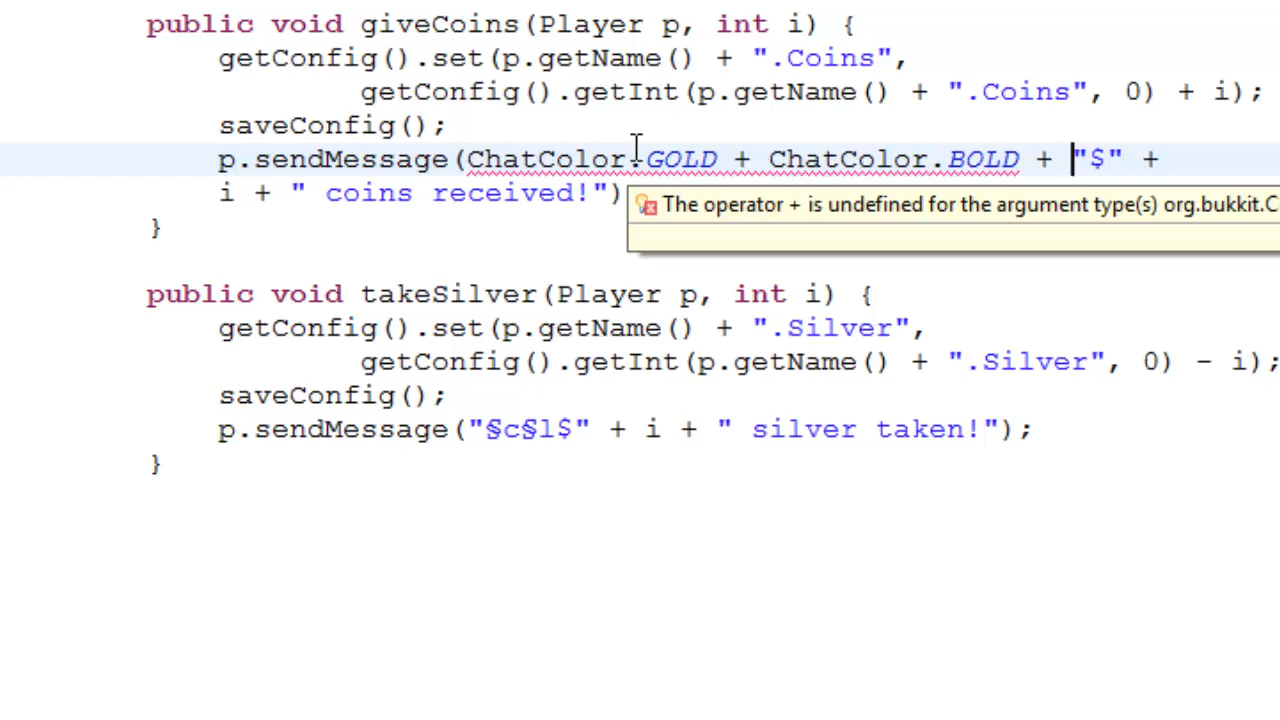 public void giveCoins(Player p, int i) {
getConfig().set(p.getName() + ".Coins",
getConfig().getInt(p.getName() + ".Coins", 0) + i);
saveConfig();
p.sendMessage(ChatColor.GOLD + ChatColor.BOLD + "$" +
i + " coins received!")
The operator + is undefined for the argument type(s) org.bukkit.C
}
public void takeSilver(Player p, int i) {
getConfig().set(p.getName() + ".Silver",
getConfig().getInt(p.getName() + ".Silver", 0) - i);
saveConfig();
p.sendMessage("§c§l$" + i + " silver taken!");
}